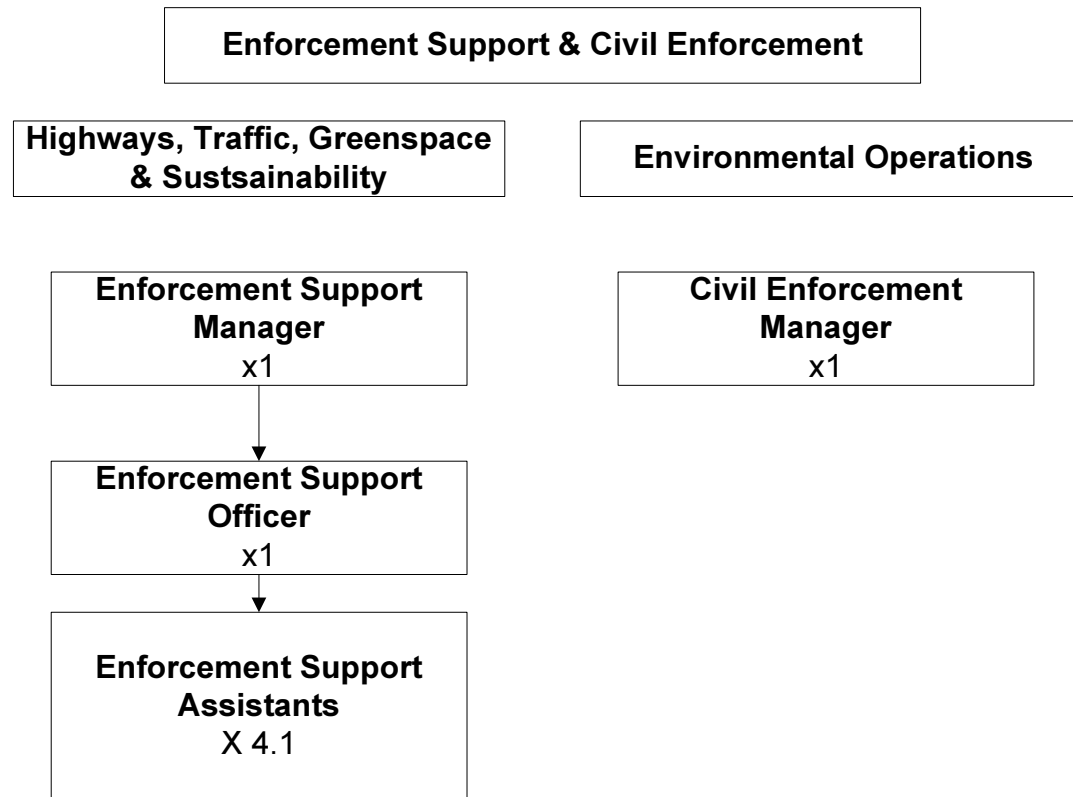 Enforcement Support & Civil Enforcement
Highways, Traffic, Greenspace
& Sustsainability
Environmental Operations
Enforcement Support
Manager
x1
Civil Enforcement
Manager
x1
Enforcement Support
Officer
x1
Enforcement Support
Assistants
X 4.1